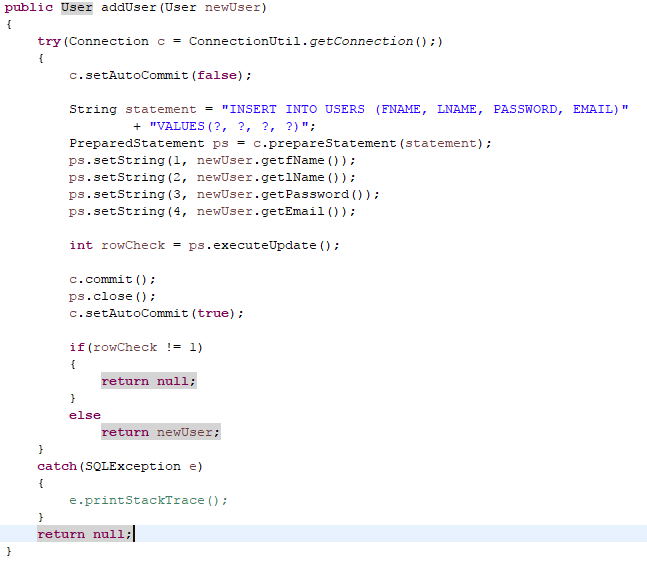 public User addUser(User newUser)
{
    try(Connection c = ConnectionUtil.getConnection();)
    {
        c.setAutoCommit(false);

        String statement = "INSERT INTO USERS (FNAME, LNAME, PASSWORD, EMAIL)"
                + "VALUES(?, ?, ?, ?)";
        PreparedStatement ps = c.prepareStatement(statement);
        ps.setString(1, newUser.getfName());
        ps.setString(2, newUser.getlName());
        ps.setString(3, newUser.getPassword());
        ps.setString(4, newUser.getEmail());

        int rowCheck = ps.executeUpdate();

        c.commit();
        ps.close();
        c.setAutoCommit(true);

        if(rowCheck != 1)
        {
            return null;
        }
        else
            return newUser;
    }
    catch(SQLException e)
    {
        e.printStackTrace();
    }
    return null;
}